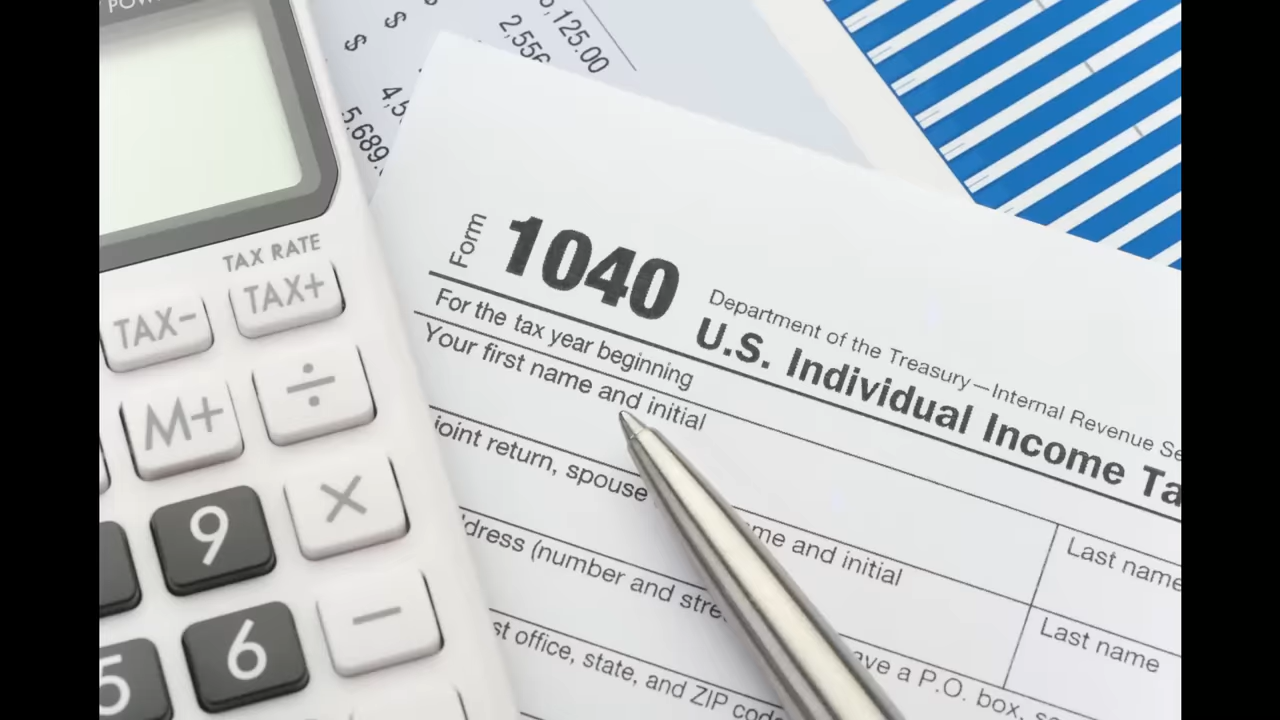 POW
$
$
$
6,125.00
2,556
4,5
5,689.
TAX RATE
TAX-
TAX+
M+
÷
9
×
6
−
5
Form 1040
Department of the Treasury—Internal Revenue Se
U.S. Individual Income Ta
For the tax year beginning
Your first name and initial
Last name
joint return, spouse me and initial
Last name
dress (number and stre ave a P.O. box, se
st office, state, and ZIP code